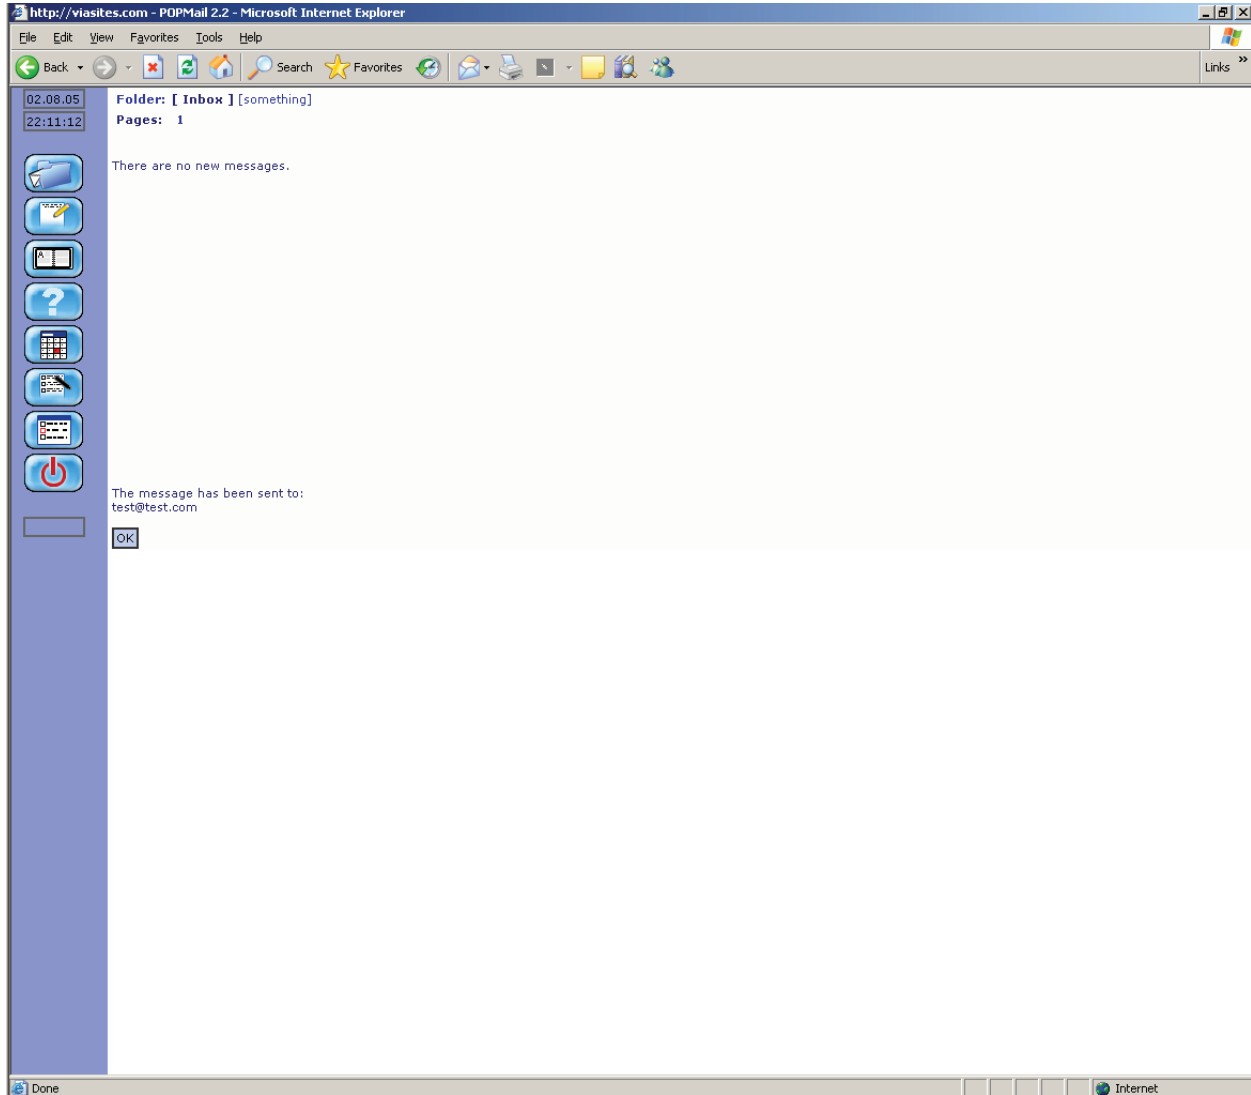 http://viasites.com - POPMail 2.2 - Microsoft Internet Explorer
File Edit View Favorites Tools Help
Back Search Favorites Links »
02.08.05
22:11:12
Folder: [ Inbox ] [something]
Pages: 1
There are no new messages.
A
?
The message has been sent to:
test@test.com
OK
Done Internet